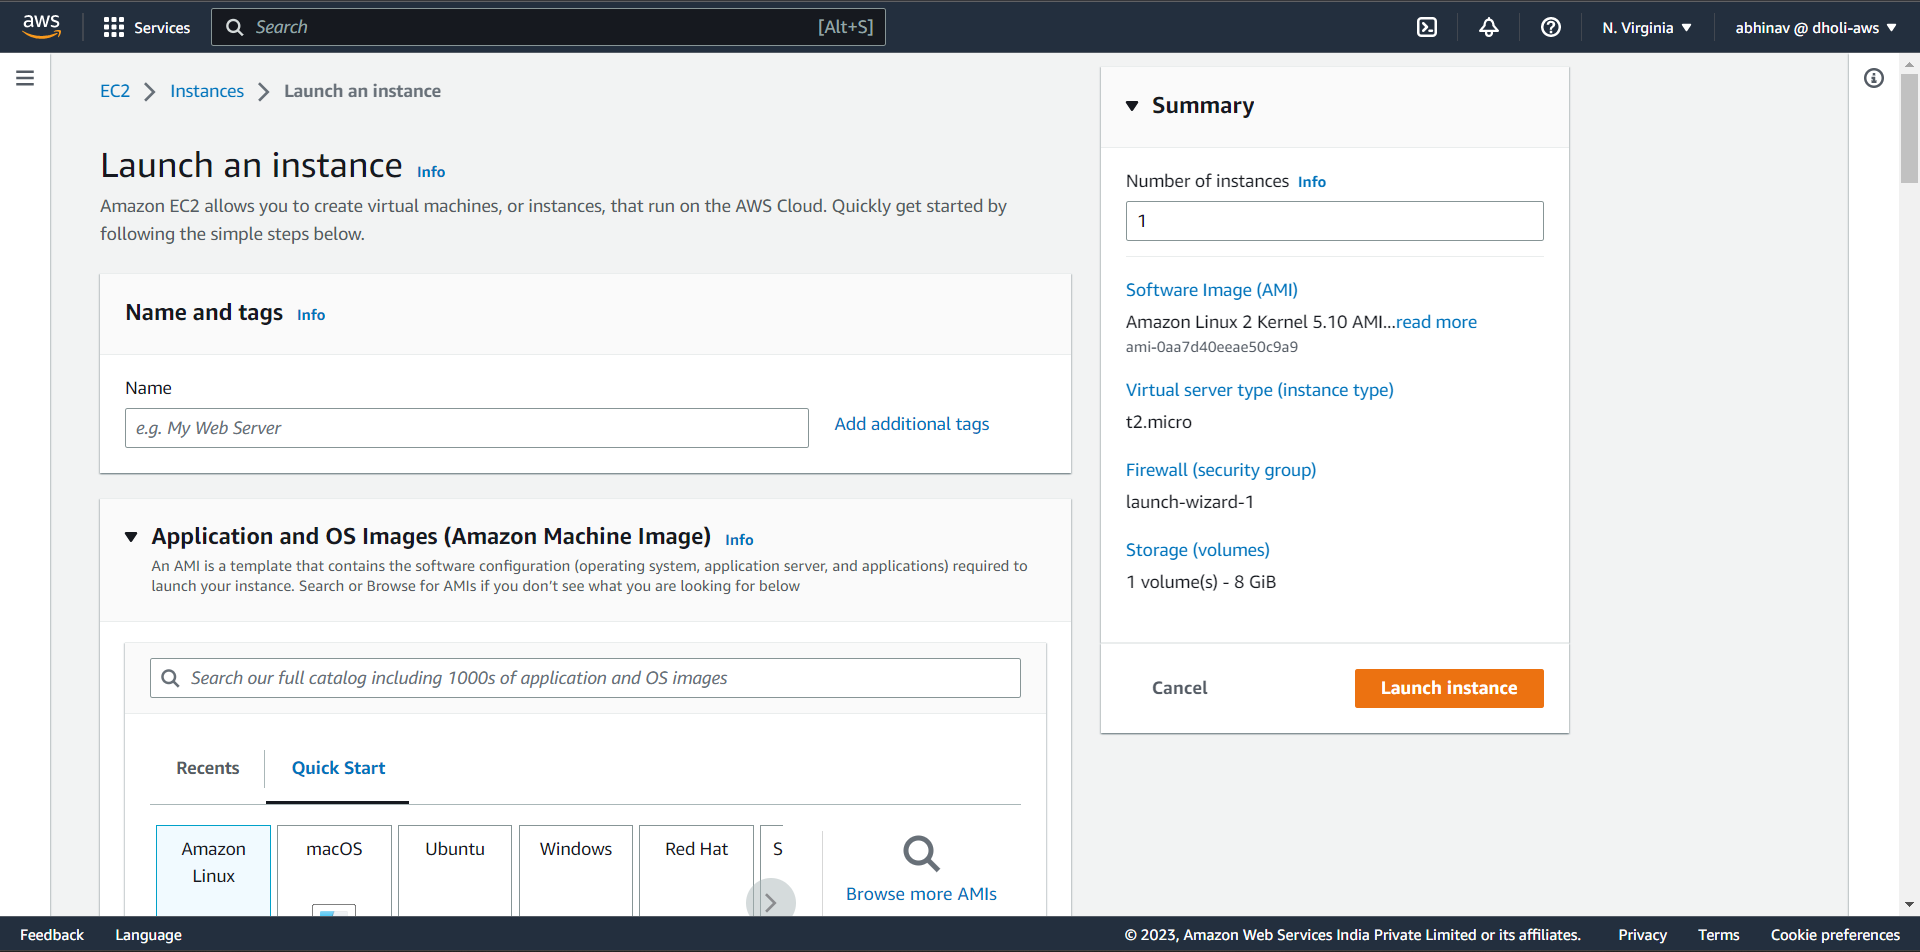 aws
Services
Search
[Alt+S]
N. Virginia
abhinav @ dholi-aws
EC2 Instances Launch an instance
Launch an instance Info
Amazon EC2 allows you to create virtual machines, or instances, that run on the AWS Cloud. Quickly get started by
following the simple steps below.
Name and tags Info
Name
e.g. My Web Server
Add additional tags
Application and OS Images (Amazon Machine Image) Info
An AMI is a template that contains the software configuration (operating system, application server, and applications) required to
launch your instance. Search or Browse for AMIs if you don't see what you are looking for below
Search our full catalog including 1000s of application and OS images
Recents
Quick Start
Amazon
Linux
macOS
Ubuntu
Windows
Red Hat
S
Browse more AMIs
Summary
Number of instances Info
1
Software Image (AMI)
Amazon Linux 2 Kernel 5.10 AMI...read more
ami-0aa7d40eeae50c9a9
Virtual server type (instance type)
t2.micro
Firewall (security group)
launch-wizard-1
Storage (volumes)
1 volume(s) - 8 GiB
Cancel
Launch instance
Feedback
Language
© 2023, Amazon Web Services India Private Limited or its affiliates.
Privacy
Terms
Cookie preferences